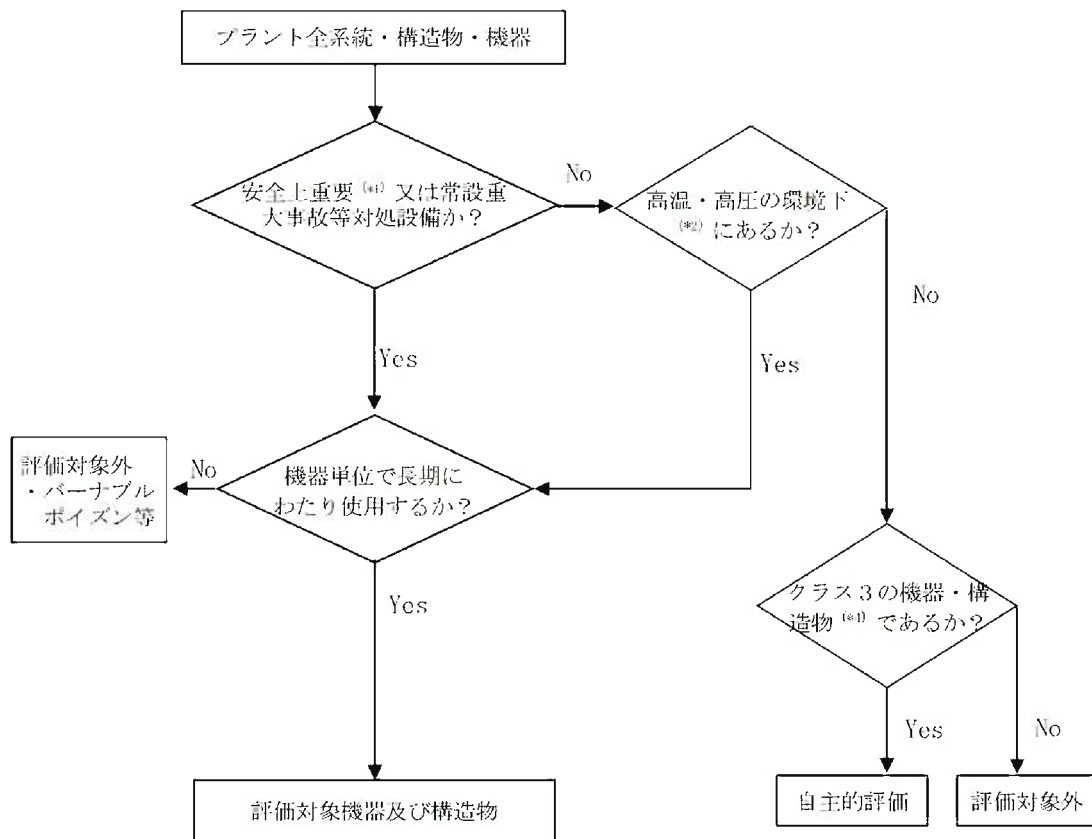 プラント全系統・構造物・機器
安全上重要(*1)又は常設重
大事故等対処設備か？
No
高温・高圧の環境下
(*2)にあるか？
No
Yes
Yes
評価対象外
・バーナブル
ポイズン等
No
機器単位で長期に
わたり使用するか？
Yes
クラス３の機器・構
造物(*1)であるか？
Yes
No
評価対象機器及び構造物
自主的評価
評価対象外